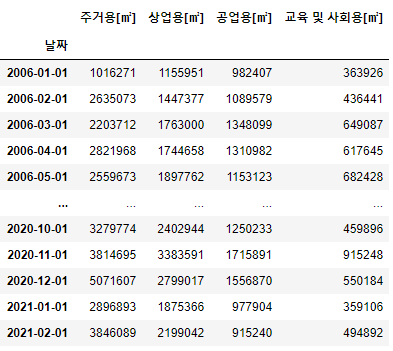 주거용[㎡] 상업용[㎡] 공업용[㎡] 교육 및 사회용[㎡]
날짜
2006-01-01 1016271 1155951 982407 363926
2006-02-01 2635073 1447377 1089579 436441
2006-03-01 2203712 1763000 1348099 649087
2006-04-01 2821968 1744658 1310982 617645
2006-05-01 2559673 1897762 1153123 682428
... ... ... ... ...
2020-10-01 3279774 2402944 1250233 459896
2020-11-01 3814695 3383591 1715891 915248
2020-12-01 5071607 2799017 1556870 550184
2021-01-01 2896893 1875366 977904 359106
2021-02-01 3846089 2199042 915240 494892